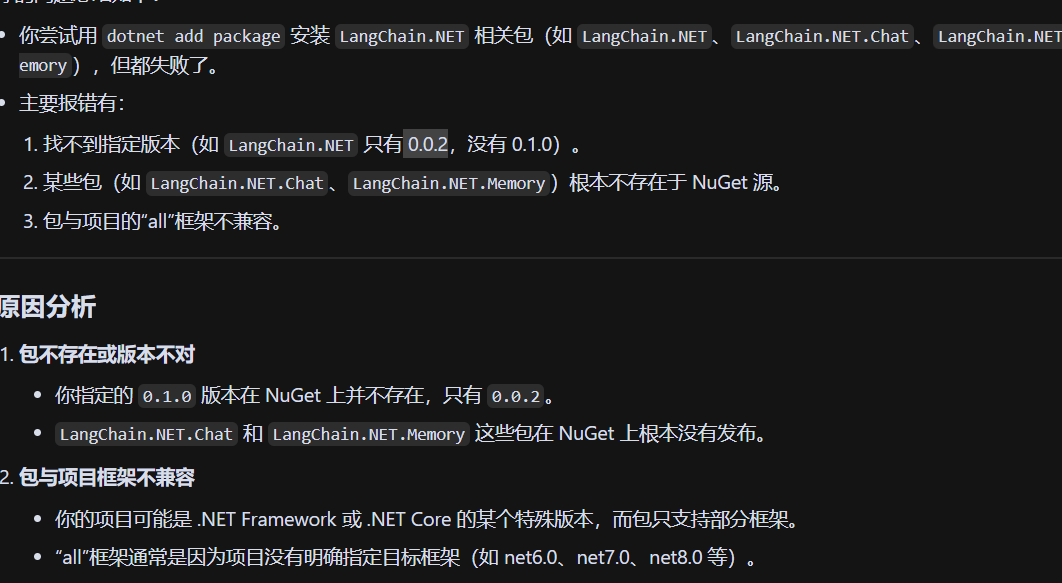 • 你尝试用 dotnet add package 安装 LangChain.NET 相关包（如 LangChain.NET、LangChain.NET.Chat、LangChain.NET
emory），但都失败了。
• 主要报错有：
1. 找不到指定版本（如 LangChain.NET 只有 0.0.2，没有 0.1.0）。
2. 某些包（如 LangChain.NET.Chat、LangChain.NET.Memory）根本不存在于 NuGet 源。
3. 包与项目的“all”框架不兼容。
原因分析
1. 包不存在或版本不对
• 你指定的 0.1.0 版本在 NuGet 上并不存在，只有 0.0.2。
• LangChain.NET.Chat 和 LangChain.NET.Memory 这些包在 NuGet 上根本没有发布。
2. 包与项目框架不兼容
• 你的项目可能是 .NET Framework 或 .NET Core 的某个特殊版本，而包只支持部分框架。
• “all”框架通常是因为项目没有明确指定目标框架（如 net6.0、net7.0、net8.0 等）。